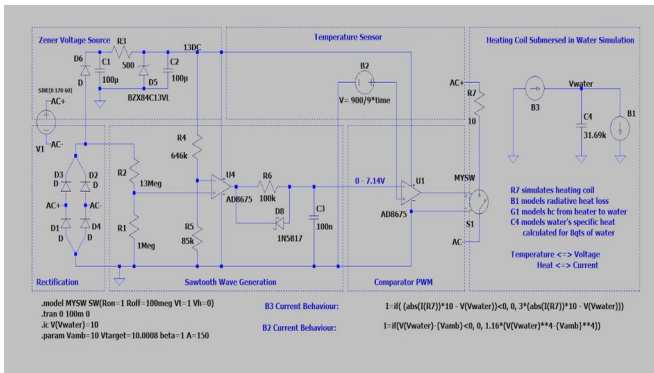 Zener Voltage Source
Temperature Sensor
Heating Coil Submersed in Water Simulation
R3
500
13DC
D6
D
C1
100µ
D5
BZX84C13VL
C2
100µ
SINE(0 170 60)
AC+
AC-
V1
B2
V= 900/9*time
AC+
R7
10
B3
Vwater
C4
31.69k
B1
R4
646k
R2
13Meg
U4
AD8675
R6
100k
0 - 7.14V
U1
AD8675
MYSW
S1
AC-
D3
D
D2
D
AC+
AC-
D1
D
D4
D
R1
1Meg
R5
85k
D8
1N5817
C3
100n
R7 simulates heating coil
B1 models radiative heat loss
G1 models hc from heater to water
C4 models water's specific heat
calculated for 8qts of water
Temperature <=> Voltage
Heat <=> Current
Rectification
Sawtooth Wave Generation
Comparator PWM
.model MYSW SW(Ron=1 Roff=100meg Vt=1 Vh=0)
.tran 0 100m 0
.ic V(Vwater)=10
.param Vamb=10 Vtarget=10.0008 beta=1 A=150
B3 Current Behaviour:
I=if( (abs(I(R7))*10 - V(Vwater))<0, 0, 3*(abs(I(R7))*10 - V(Vwater)))
B2 Current Behaviour:
I=if(V(Vwater)-{Vamb}<0, 0, 1.16*(V(Vwater)**4-{Vamb}**4))